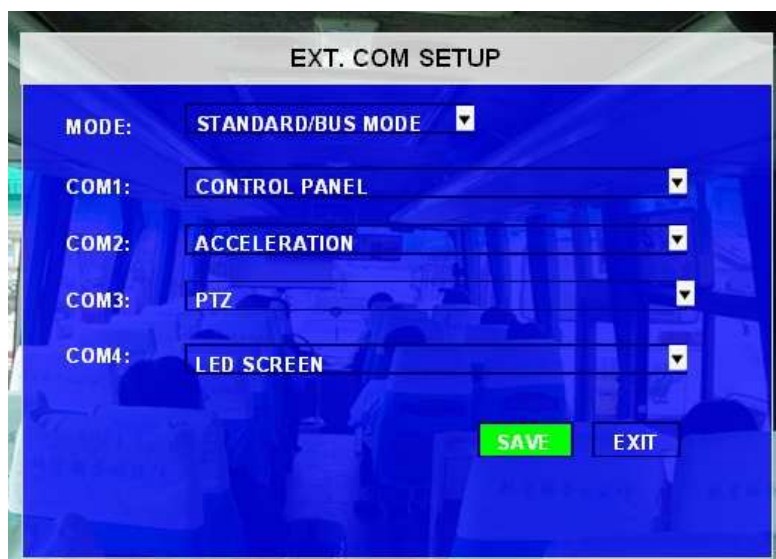 EXT. COM SETUP
MODE: STANDARD/BUS MODE
COM1: CONTROL PANEL
COM2: ACCELERATION
COM3: PTZ
COM4: LED SCREEN
SAVE EXIT